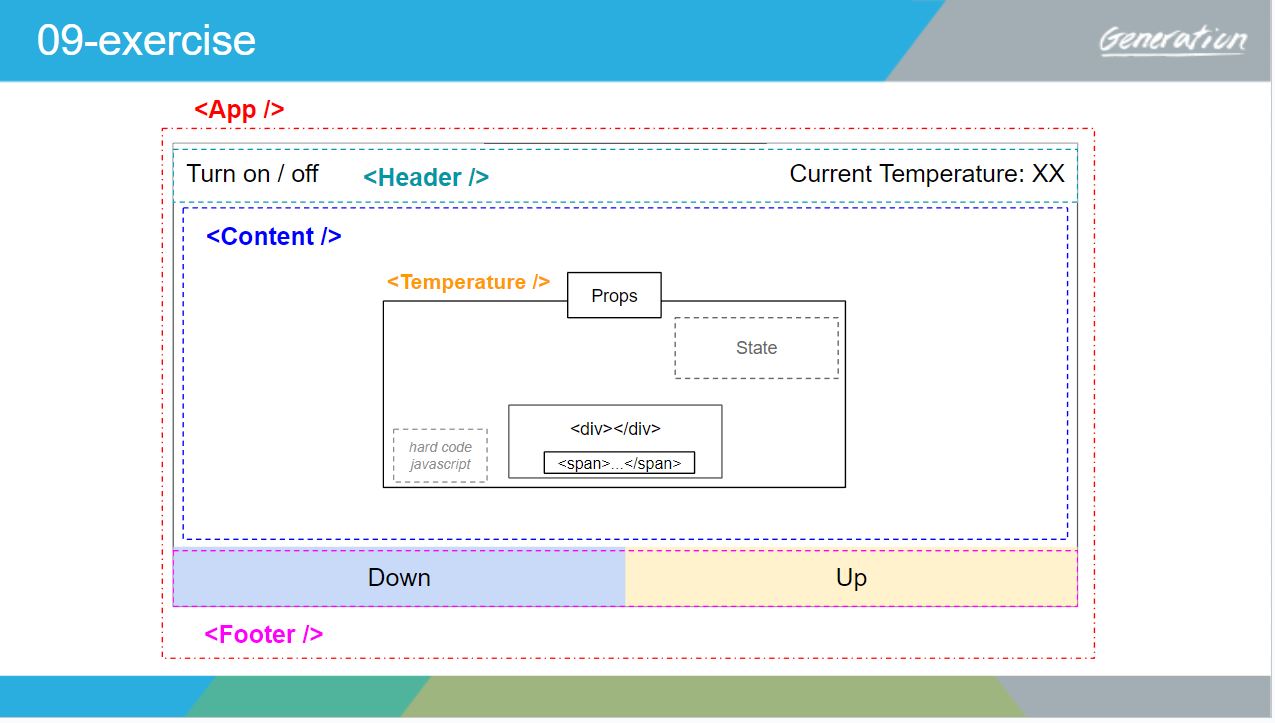 09-exercise
Generation
<App />
Turn on / off
<Header />
Current Temperature: XX
<Content />
<Temperature />
Props
State
<div></div>
hard code
javascript
<span>...</span>
Down
Up
<Footer />